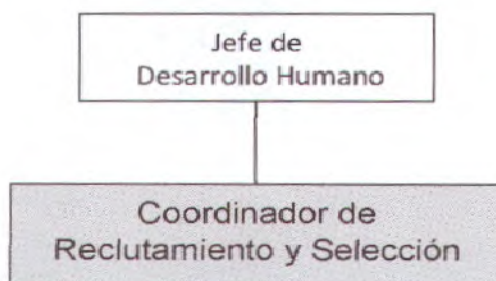 Jefe de
Desarrollo Humano
Coordinador de
Reclutamiento y Selección